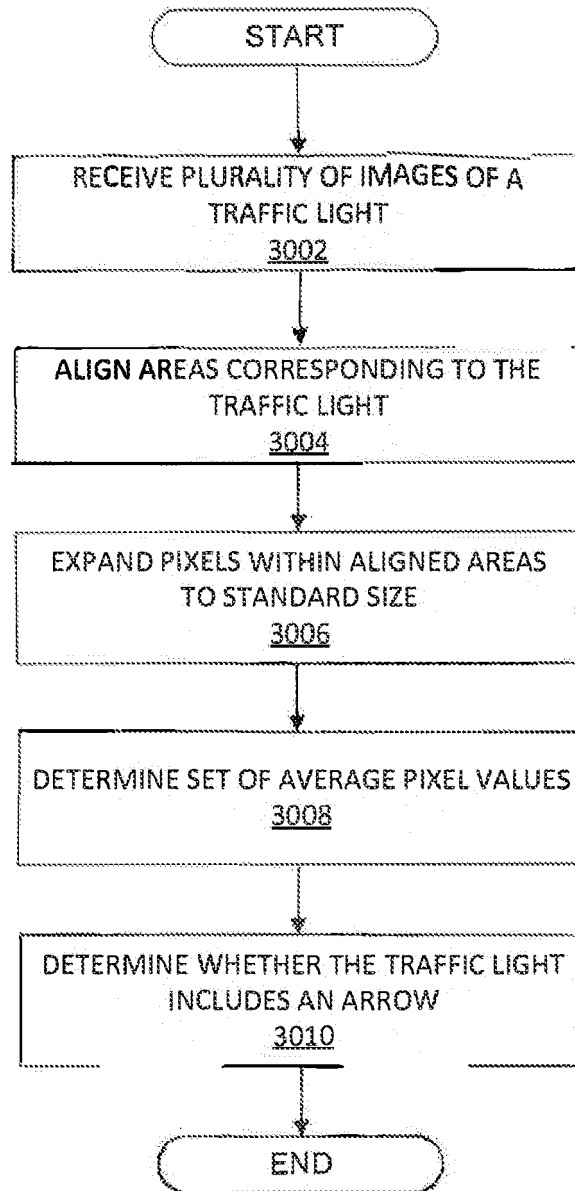 START
RECEIVE PLURALITY OF IMAGES OF A
TRAFFIC LIGHT
3002
ALIGN AREAS CORRESPONDING TO THE
TRAFFIC LIGHT
3004
EXPAND PIXELS WITHIN ALIGNED AREAS
TO STANDARD SIZE
3006
DETERMINE SET OF AVERAGE PIXEL VALUES
3008
DETERMINE WHETHER THE TRAFFIC LIGHT
INCLUDES AN ARROW
3010
END